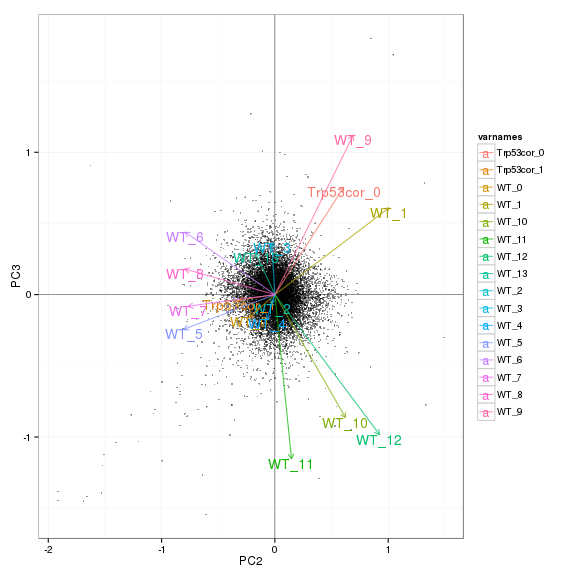 WT_9
Trp53cor_0
WT_1
WT_6
WT_8
WT_7
WT_5
WT_2
WT_10
WT_12
WT_11
1
0
-1
-2
-1
0
1
PC2
PC3
varnames
a Trp53cor_0
a Trp53cor_1
a WT_0
a WT_1
a WT_10
a WT_11
a WT_12
a WT_13
a WT_2
a WT_3
a WT_4
a WT_5
a WT_6
a WT_7
a WT_8
a WT_9